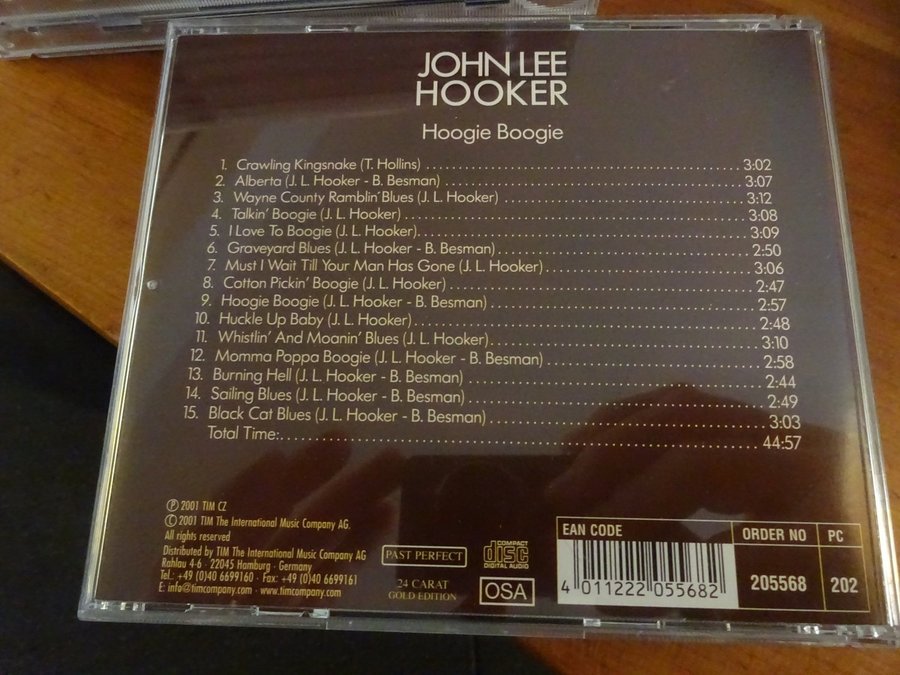 JOHN LEE
HOOKER
Hoogie Boogie
1. Crawling Kingsnake (T. Hollins) 3:02
2. Alberta (J. L. Hooker - B. Besman) 3:07
3. Wayne County Ramblin' Blues (J. L. Hooker) 3:12
4. Talkin' Boogie (J. L. Hooker) 3:08
5. I Love To Boogie (J. L. Hooker) 3:09
6. Graveyard Blues (J. L. Hooker - B. Besman) 2:50
7. Must I Wait Till Your Man Has Gone (J. L. Hooker) 3:06
8. Cotton Pickin' Boogie (J. L. Hooker) 2:47
9. Hoogie Boogie (J. L. Hooker - B. Besman) 2:57
10. Huckle Up Baby (J. L. Hooker) 2:48
11. Whistlin' And Moanin' Blues (J. L. Hooker) 3:10
12. Momma Poppa Boogie (J. L. Hooker - B. Besman) 2:58
13. Burning Hell (J. L. Hooker - B. Besman) 2:44
14. Sailing Blues (J. L. Hooker - B. Besman) 2:49
15. Black Cat Blues (J. L. Hooker - B. Besman) 3:03
Total Time: 44:57
℗ 2001 TIM CZ
© 2001 TIM The International Music Company AG.
All rights reserved
Distributed by TIM The International Music Company AG
Rahlau 4-6 · 22045 Hamburg · Germany
Tel.: +49 (0)40 6699160 · Fax: +49 (0)40 6699161
E: info@timcompany.com · www.timcompany.com
PAST PERFECT
24 CARAT
GOLD EDITION
COMPACT
disc
DIGITAL AUDIO
OSA
EAN CODE
4 011222 055682
ORDER NO
205568
PC
202